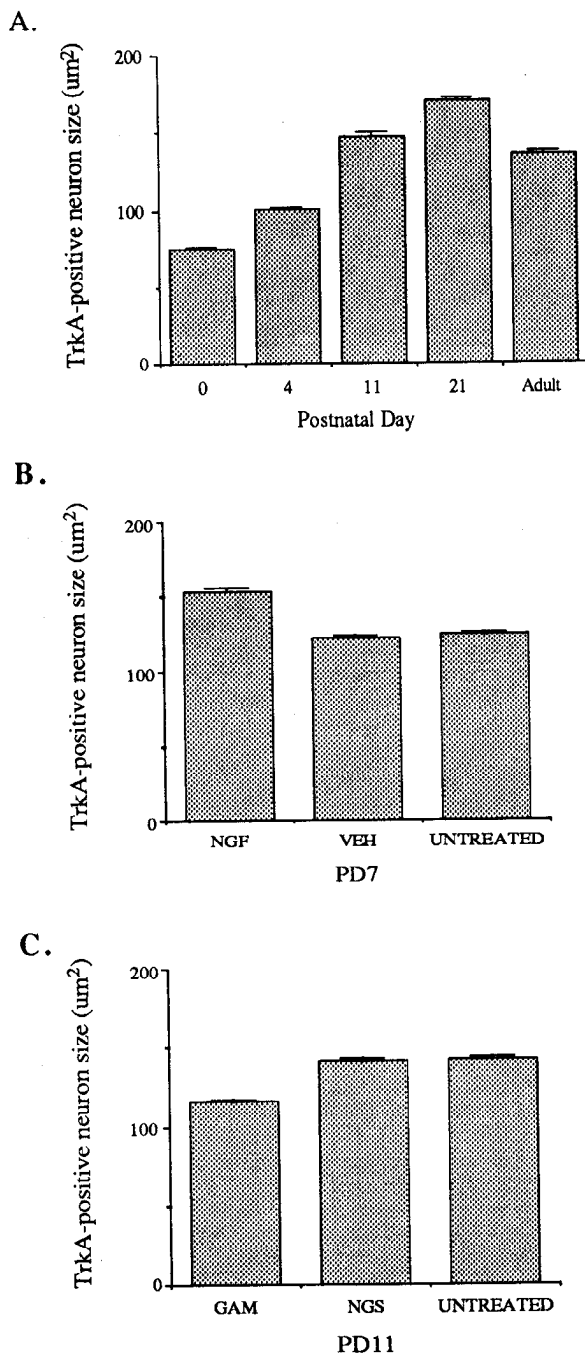 A.
TrkA-positive neuron size (um²)
200
100
0
0 4 11 21 Adult
Postnatal Day
B.
TrkA-positive neuron size (um²)
200
100
0
NGF VEH UNTREATED
PD7
C.
TrkA-positive neuron size (um²)
200
100
0
GAM NGS UNTREATED
PD11